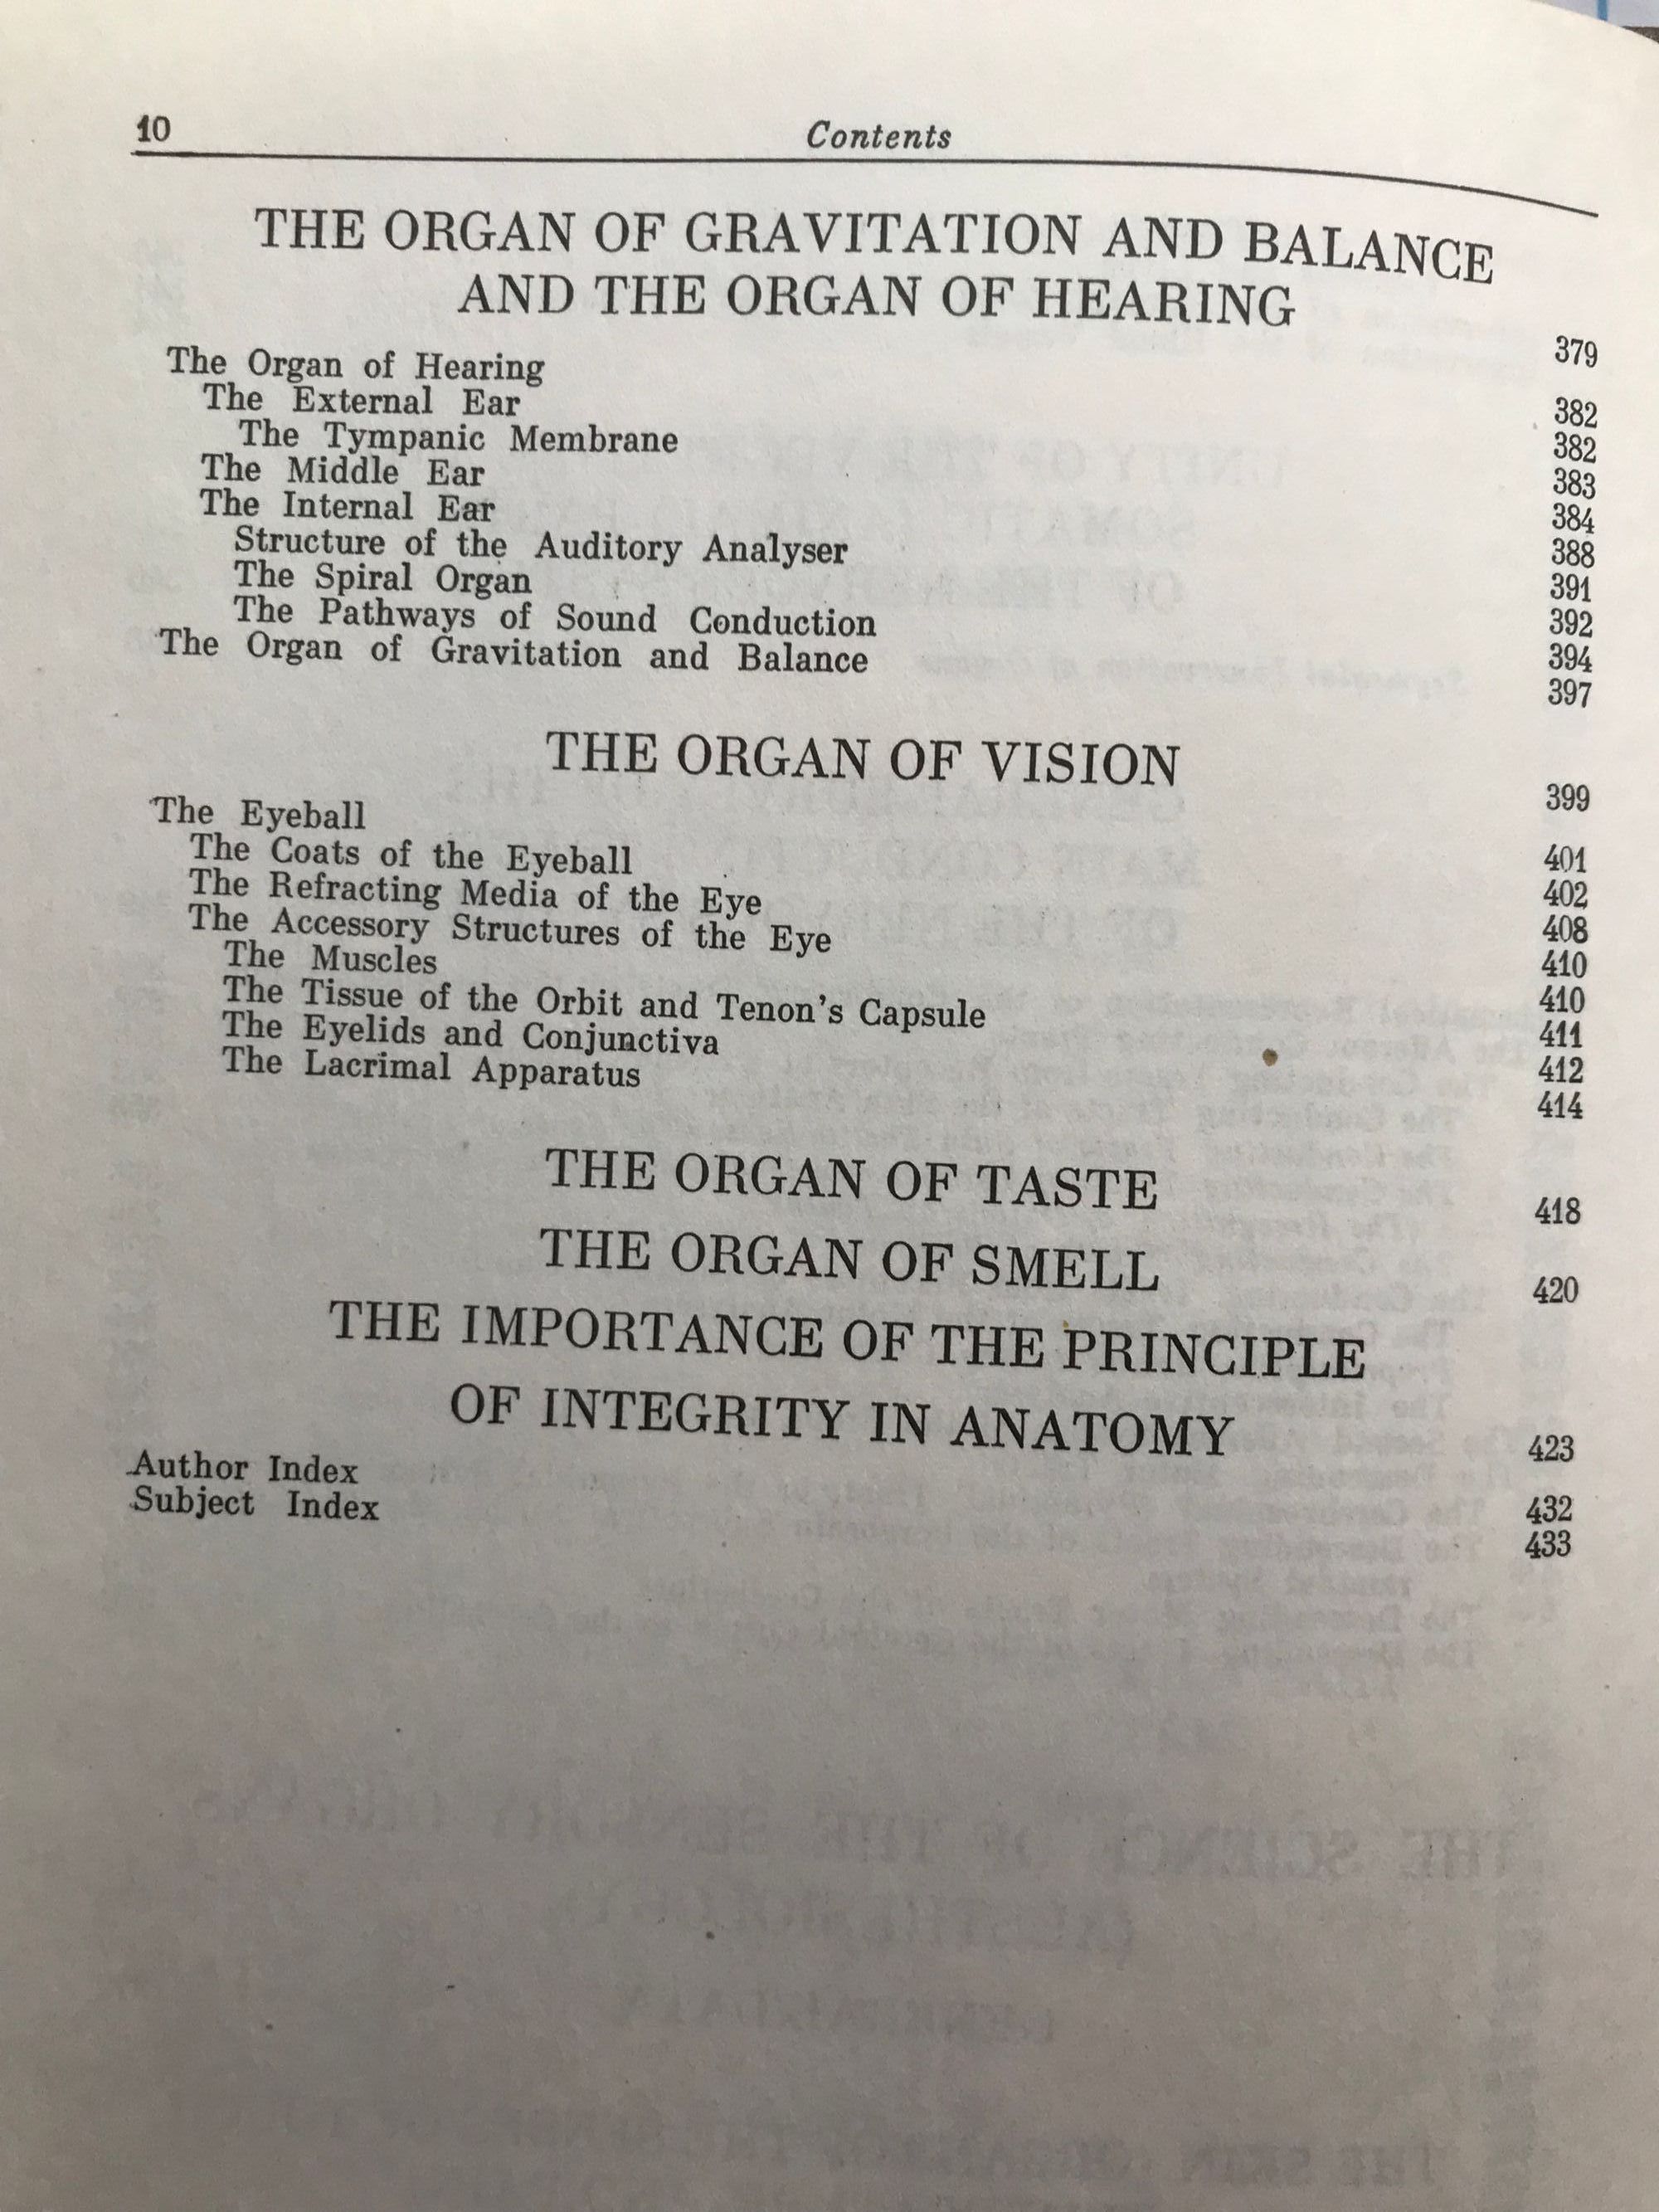 10 Contents
THE ORGAN OF GRAVITATION AND BALANCE
AND THE ORGAN OF HEARING 379
The Organ of Hearing 382
The External Ear 382
The Tympanic Membrane 383
The Middle Ear 384
The Internal Ear 388
Structure of the Auditory Analyser 391
The Spiral Organ 392
The Pathways of Sound Conduction 394
The Organ of Gravitation and Balance 397
THE ORGAN OF VISION 399
The Eyeball 401
The Coats of the Eyeball 402
The Refracting Media of the Eye 408
The Accessory Structures of the Eye 410
The Muscles 410
The Tissue of the Orbit and Tenon's Capsule 411
The Eyelids and Conjunctiva 412
The Lacrimal Apparatus 414
THE ORGAN OF TASTE 418
THE ORGAN OF SMELL 420
THE IMPORTANCE OF THE PRINCIPLE
OF INTEGRITY IN ANATOMY 423
Author Index 432
Subject Index 433